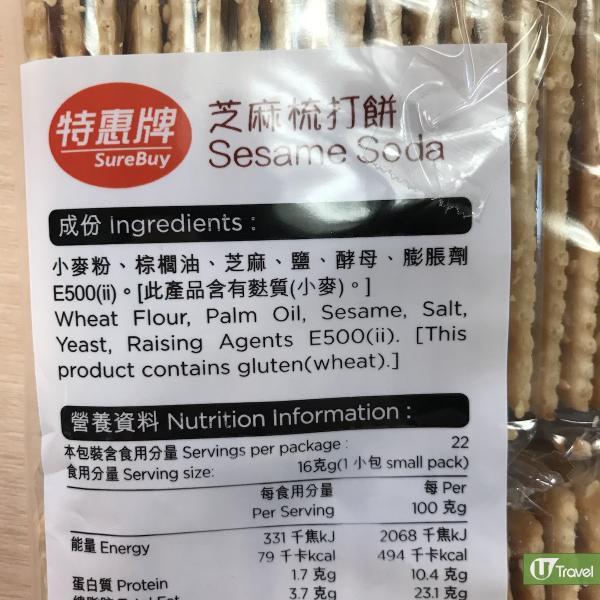 特惠牌
SureBuy
芝麻梳打餅
Sesame Soda
成份 Ingredients :
小麥粉、棕櫚油、芝麻、鹽、酵母、膨脹劑
E500(ii)。[此產品含有麩質(小麥)。]
Wheat Flour, Palm Oil, Sesame, Salt,
Yeast, Raising Agents E500(ii). [This
product contains gluten(wheat).]
營養資料 Nutrition Information :
本包裝含食用分量 Servings per package : 22
食用分量 Serving size: 16克g(1 小包 small pack)
每食用分量 每 Per
Per Serving 100 克g
能量 Energy 331 千焦kJ 2068 千焦kJ
79 千卡kcal 494 千卡kcal
蛋白質 Protein 1.7 克g 10.4 克g
總脂肪 Total Fat 3.7 克g 23.1 克g
U Travel